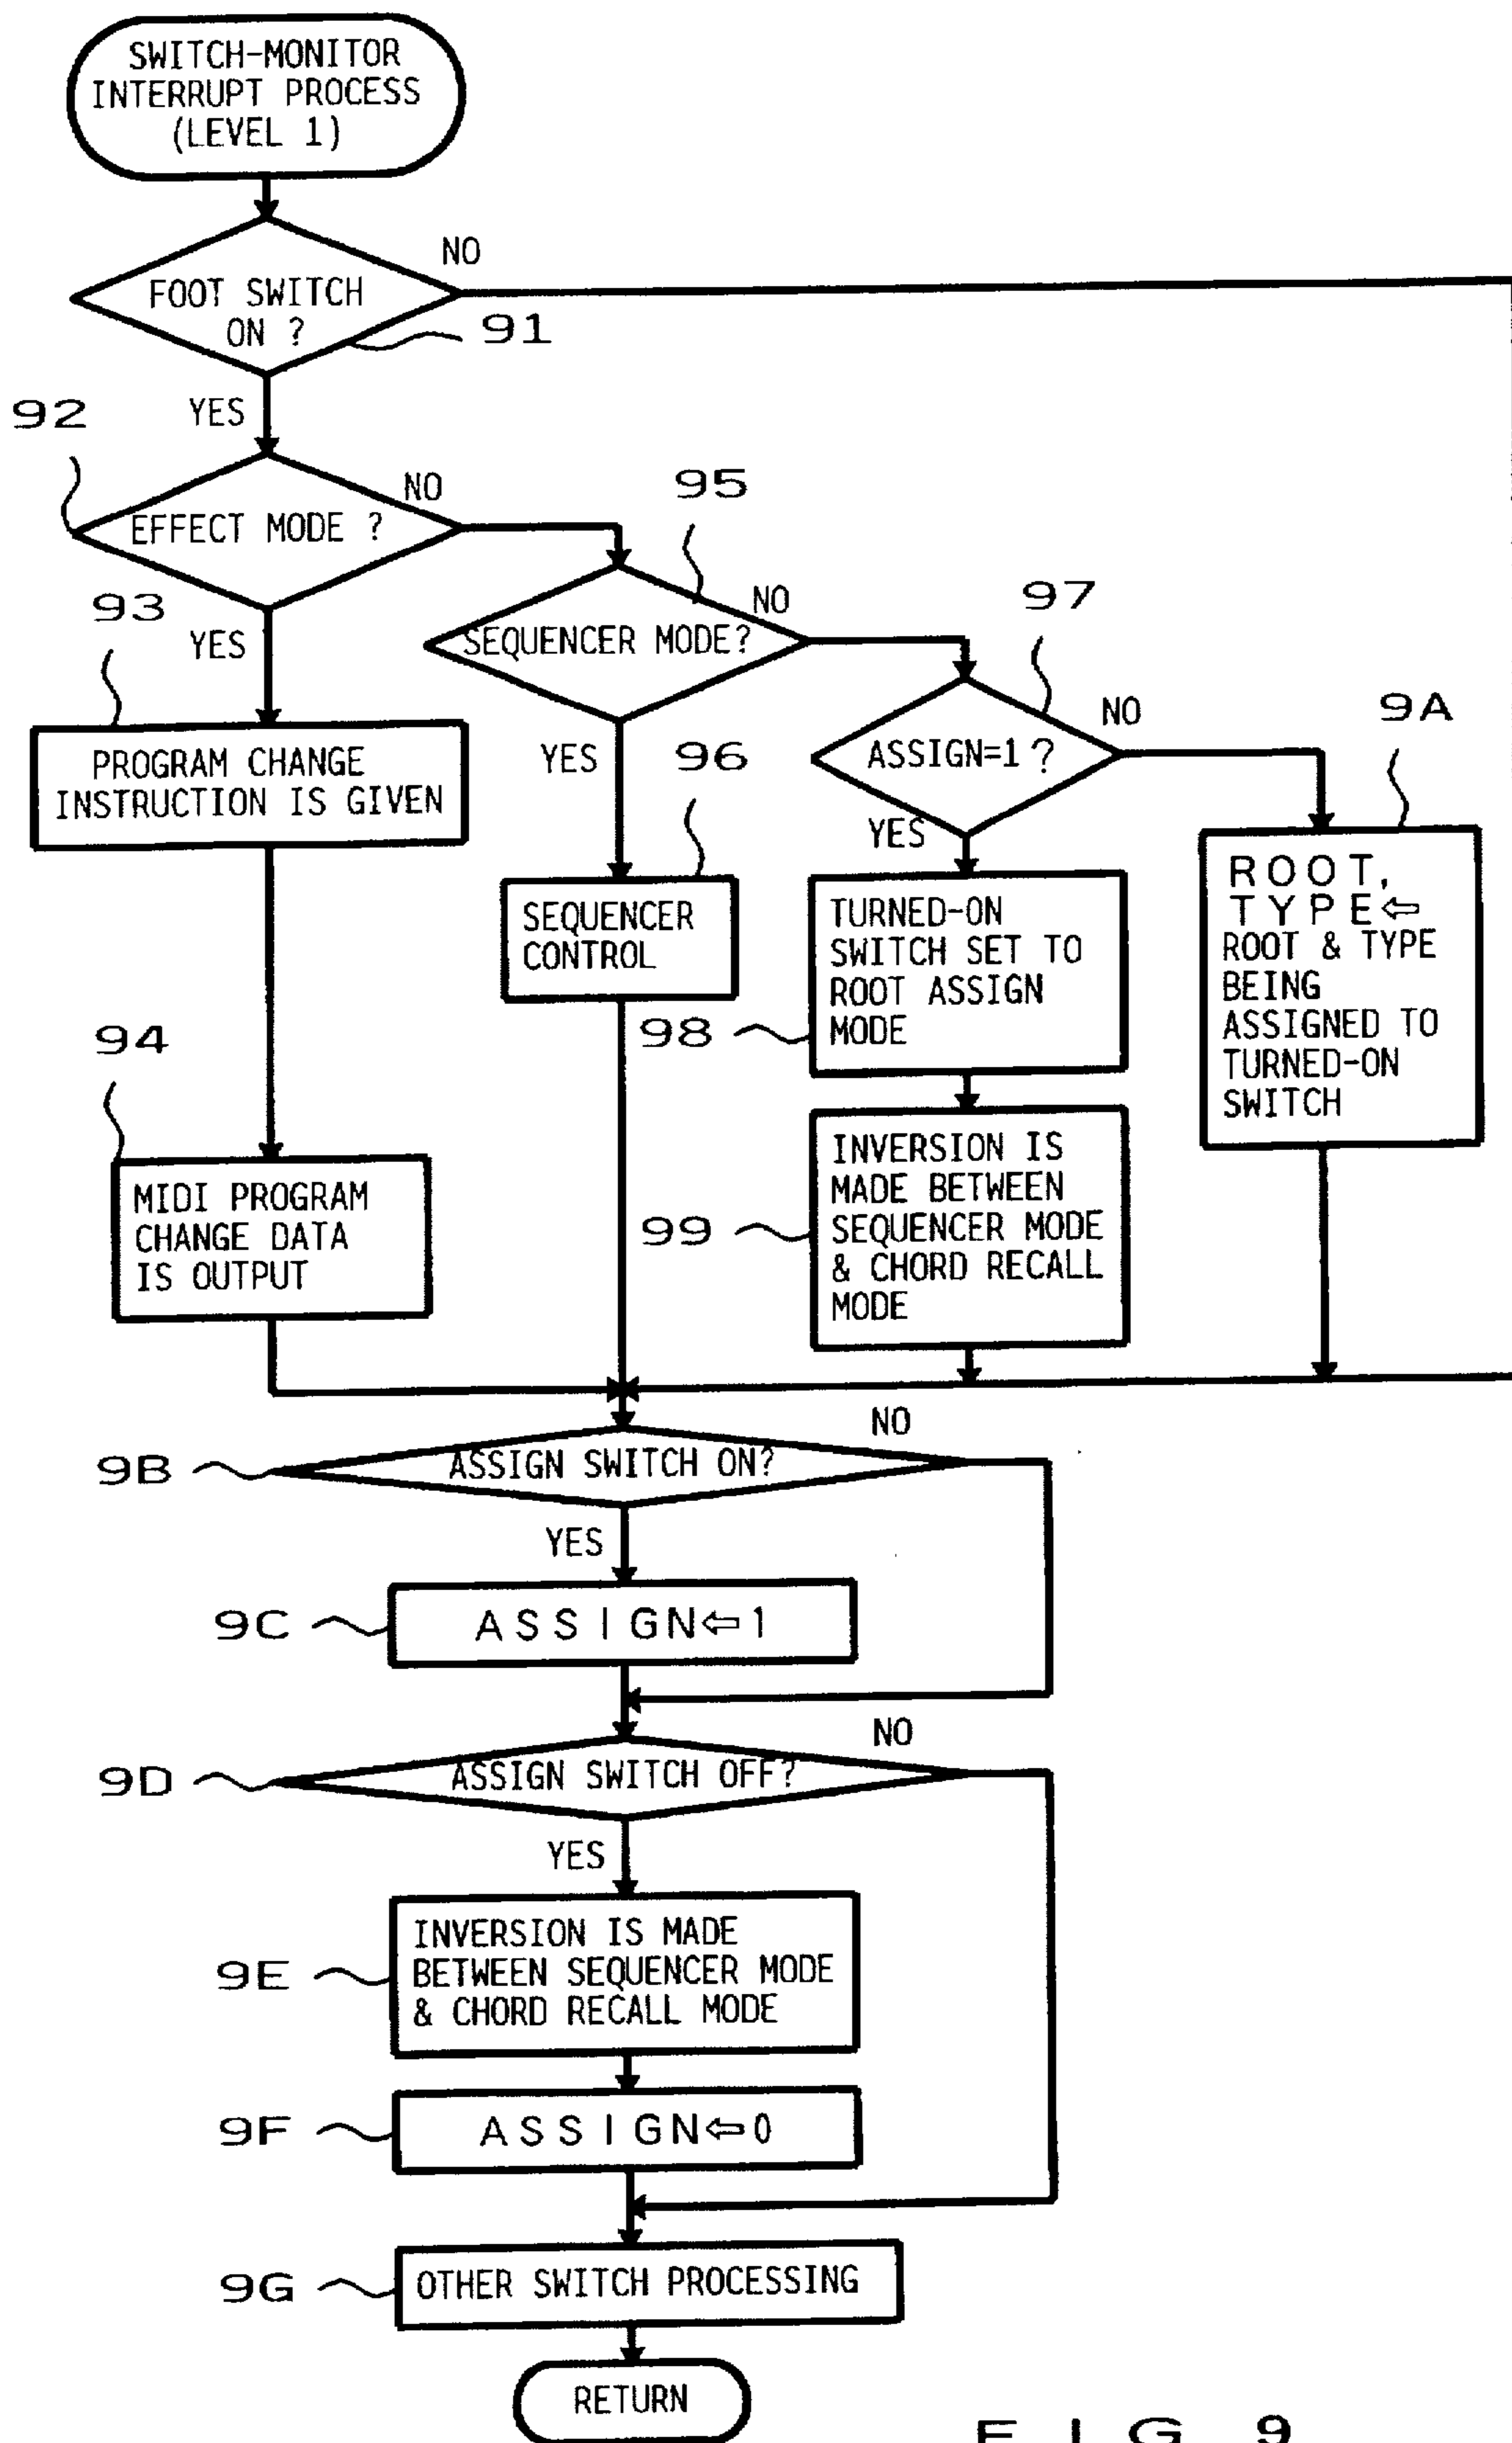 SWITCH-MONITOR
INTERRUPT PROCESS
(LEVEL 1)
NO
FOOT SWITCH
ON ?
91
YES
92
NO
EFFECT MODE ?
95
93
YES
NO
SEQUENCER MODE?
97
PROGRAM CHANGE
INSTRUCTION IS GIVEN
YES
96
NO
ASSIGN=1?
9A
YES
SEQUENCER
CONTROL
TURNED-ON
SWITCH SET TO
ROOT ASSIGN
MODE
98
ROOT,
TYPE⇦
ROOT & TYPE
BEING
ASSIGNED TO
TURNED-ON
SWITCH
94
MIDI PROGRAM
CHANGE DATA
IS OUTPUT
99
INVERSION IS
MADE BETWEEN
SEQUENCER MODE
& CHORD RECALL
MODE
NO
9B
ASSIGN SWITCH ON?
YES
9C
ASSIGN⇦1
NO
9D
ASSIGN SWITCH OFF?
YES
9E
INVERSION IS MADE
BETWEEN SEQUENCER MODE
& CHORD RECALL MODE
9F
ASSIGN⇦0
9G
OTHER SWITCH PROCESSING
RETURN
FIG 9